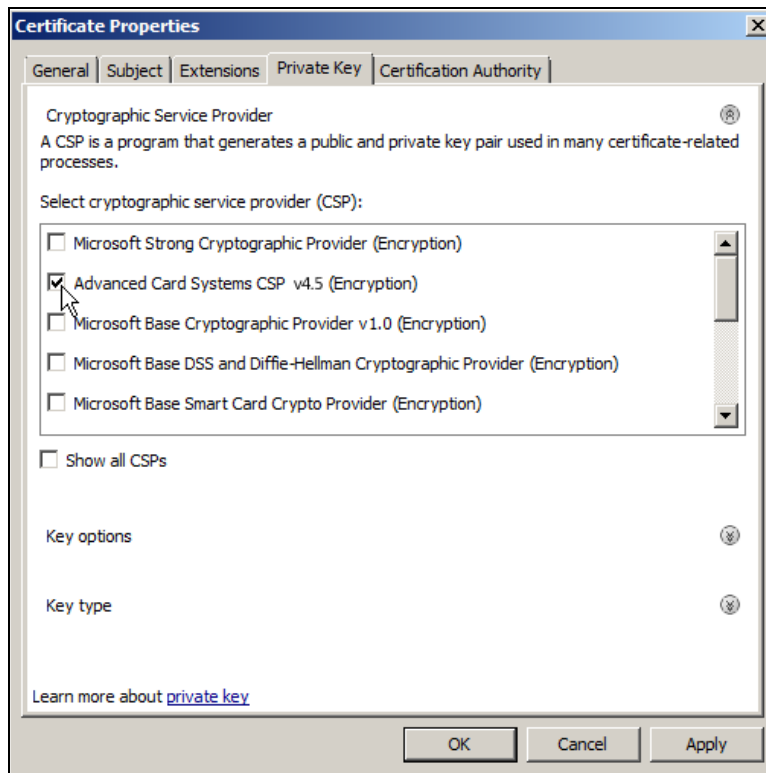 Certificate Properties
General Subject Extensions Private Key Certification Authority
Cryptographic Service Provider
A CSP is a program that generates a public and private key pair used in many certificate-related
processes.
Select cryptographic service provider (CSP):
Microsoft Strong Cryptographic Provider (Encryption)
Advanced Card Systems CSP v4.5 (Encryption)
Microsoft Base Cryptographic Provider v1.0 (Encryption)
Microsoft Base DSS and Diffie-Hellman Cryptographic Provider (Encryption)
Microsoft Base Smart Card Crypto Provider (Encryption)
Show all CSPs
Key options
Key type
Learn more about private key
OK Cancel Apply